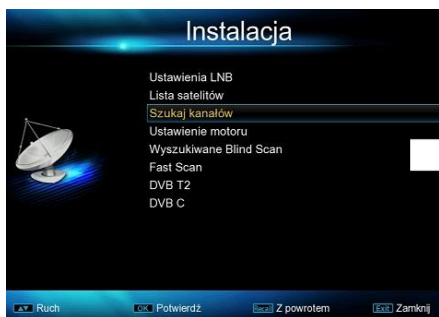 Instalacja
Ustawienia LNB
Lista satelitów
Szukaj kanałów
Ustawienie motoru
Wyszukiwane Blind Scan
Fast Scan
DVB T2
DVB C
▲▼ Ruch OK Potwierdź Recall Z powrotem Exit Zamknij